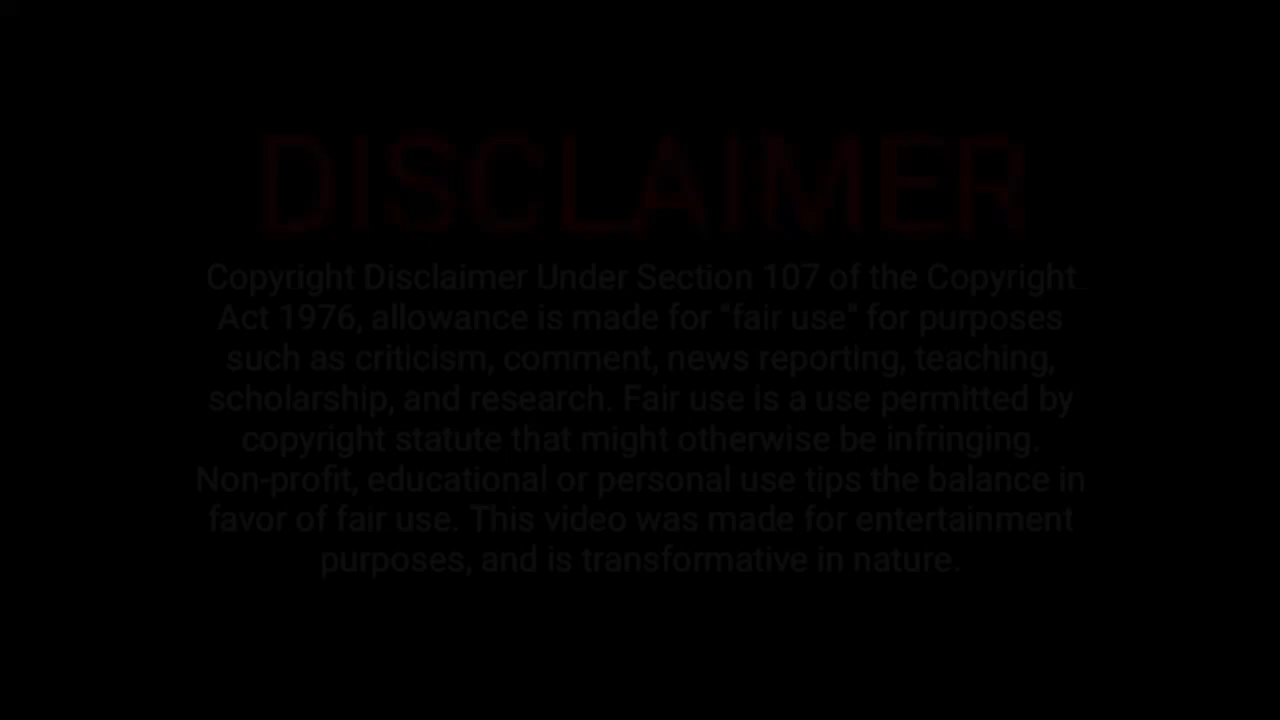 DISCLAIMER
Copyright Disclaimer Under Section 107 of the Copyright
Act 1976, allowance is made for "fair use" for purposes
such as criticism, comment, news reporting, teaching,
scholarship, and research. Fair use is a use permitted by
copyright statute that might otherwise be infringing.
Non-profit, educational or personal use tips the balance in
favor of fair use. This video was made for entertainment
purposes, and is transformative in nature.